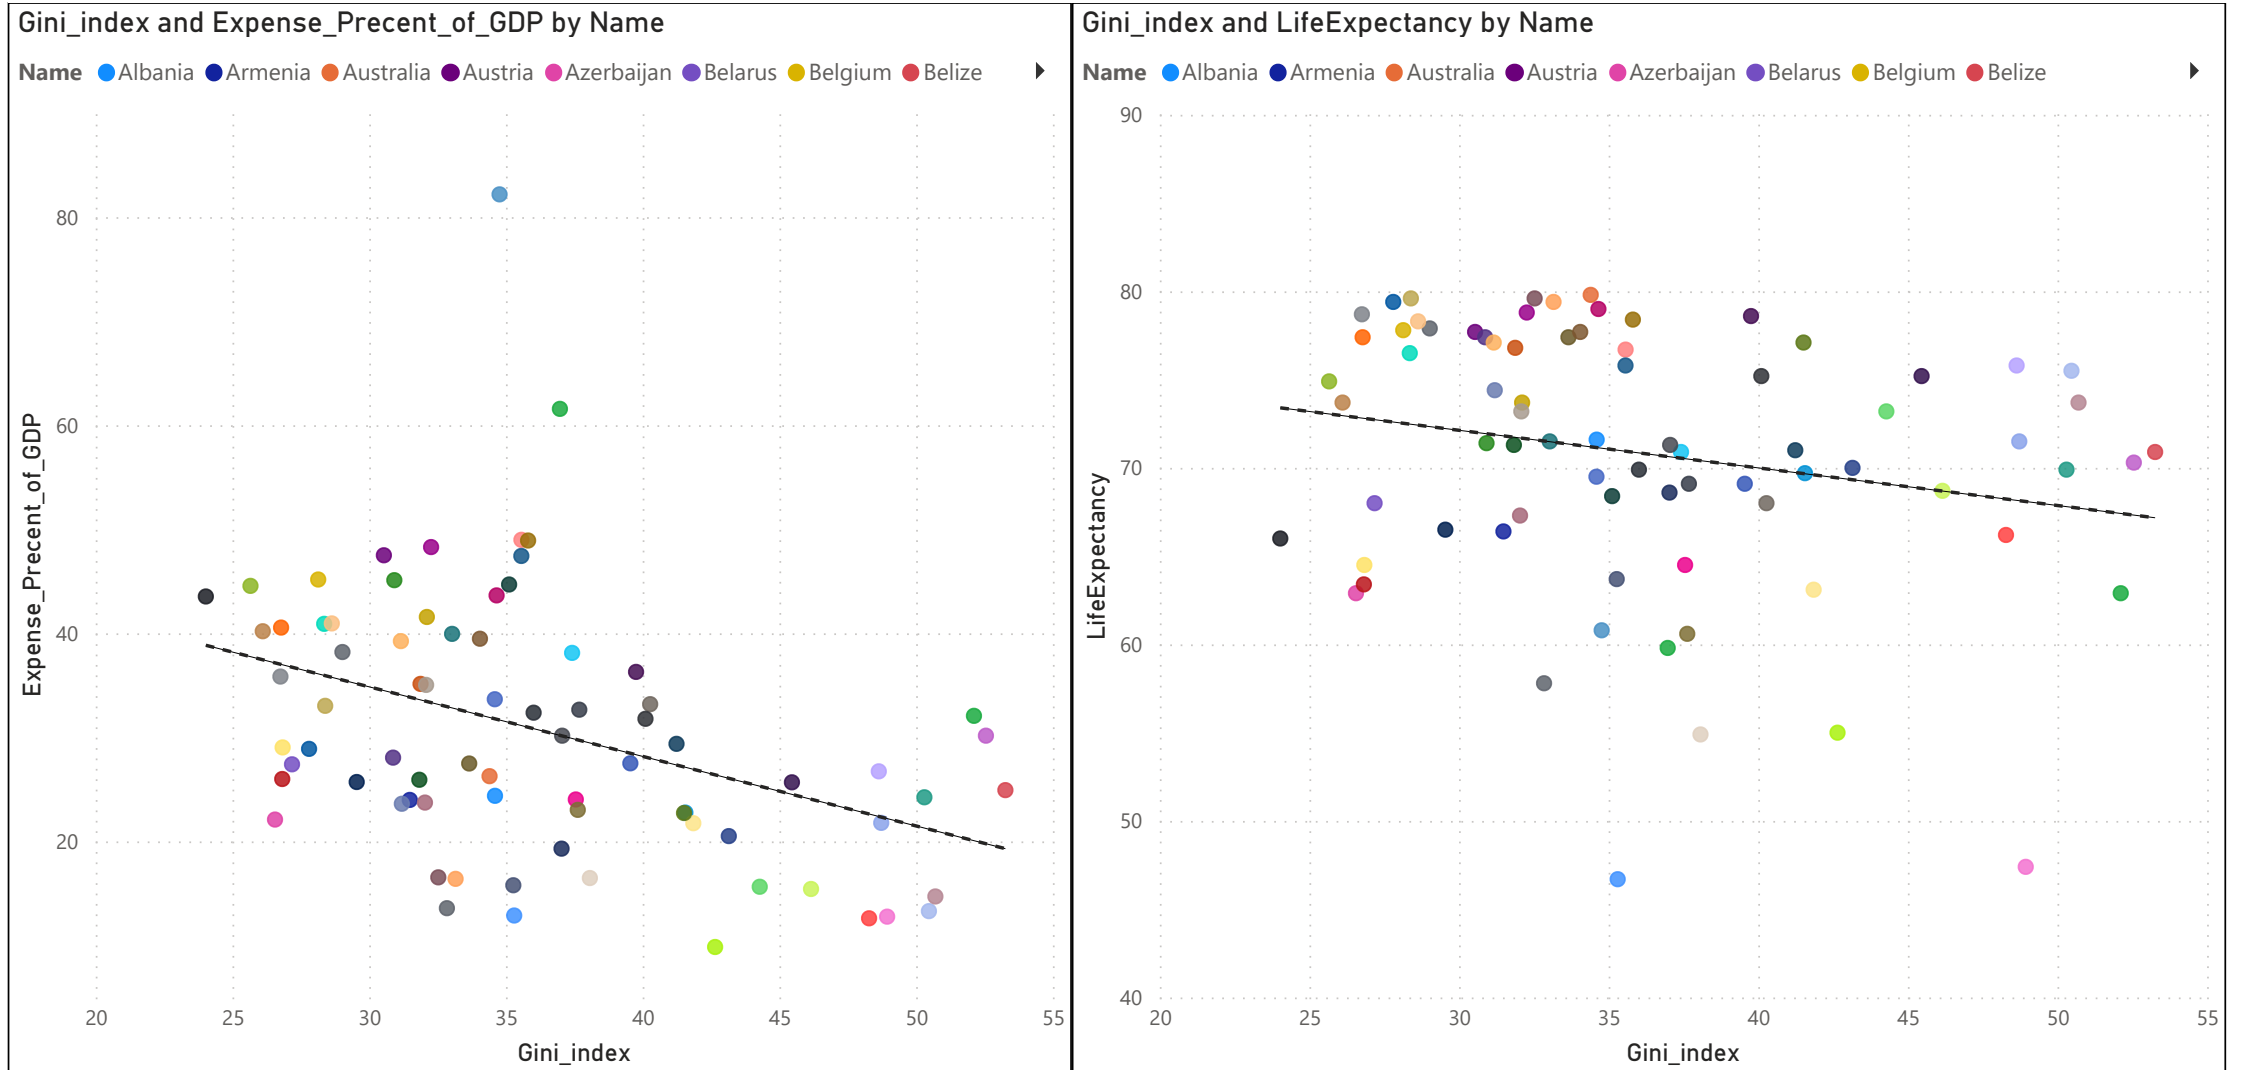 Gini_index and Expense_Precent_of_GDP by Name
Name Albania Armenia Australia Austria Azerbaijan Belarus Belgium Belize
80
60
40
20
Expense_Precent_of_GDP
20 25 30 35 40 45 50 55
Gini_index
Gini_index and LifeExpectancy by Name
Name Albania Armenia Australia Austria Azerbaijan Belarus Belgium Belize
90
80
70
60
50
40
LifeExpectancy
20 25 30 35 40 45 50 55
Gini_index